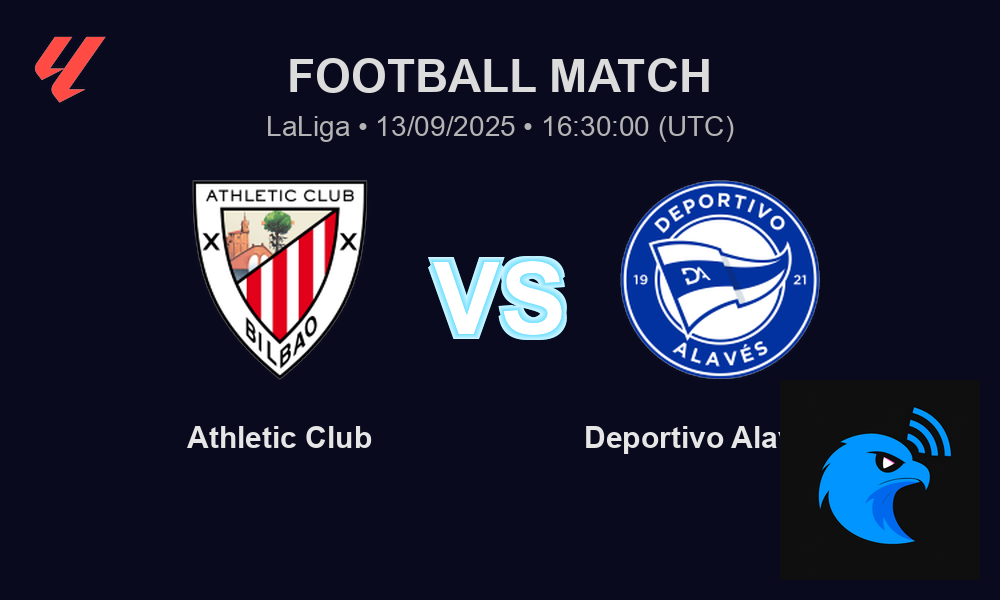 FOOTBALL MATCH
LaLiga • 13/09/2025 • 16:30:00 (UTC)
ATHLETIC CLUB
BILBAO
DEPORTIVO
19 DA 21
ALAVÉS
VS
Athletic Club
Deportivo